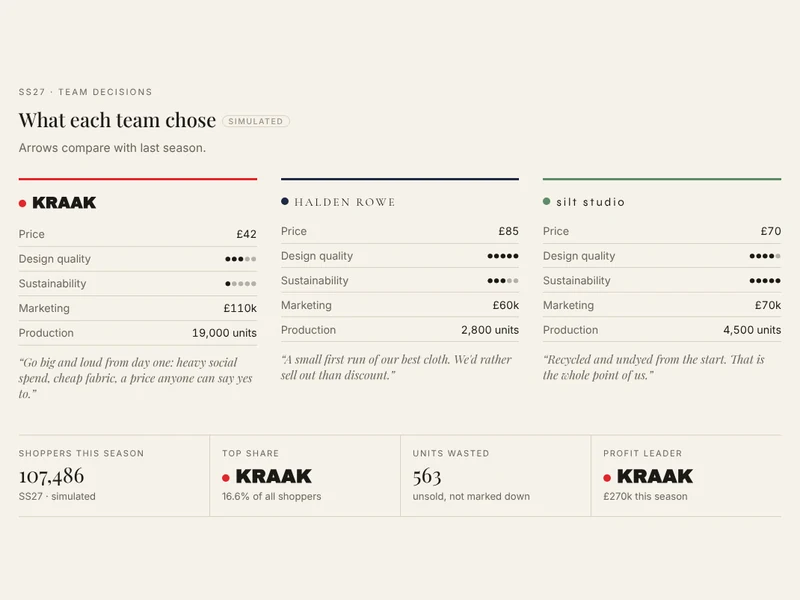 SS27 · TEAM DECISIONS
What each team chose SIMULATED
Arrows compare with last season.
KRAAK
Price £42
Design quality
Sustainability
Marketing £110k
Production 19,000 units
“Go big and loud from day one: heavy social
spend, cheap fabric, a price anyone can say yes
to.”
HALDEN ROWE
Price £85
Design quality
Sustainability
Marketing £60k
Production 2,800 units
“A small first run of our best cloth. We'd rather
sell out than discount.”
silt studio
Price £70
Design quality
Sustainability
Marketing £70k
Production 4,500 units
“Recycled and undyed from the start. That is
the whole point of us.”
SHOPPERS THIS SEASON
107,486
SS27 · simulated
TOP SHARE
KRAAK
16.6% of all shoppers
UNITS WASTED
563
unsold, not marked down
PROFIT LEADER
KRAAK
£270k this season